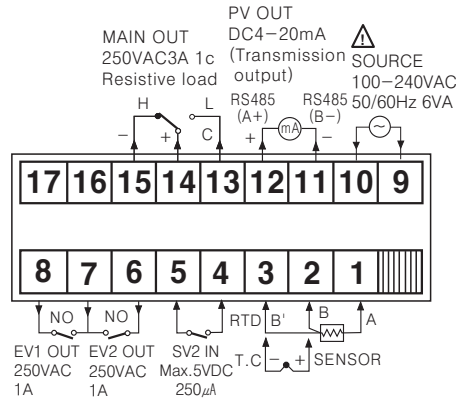 MAIN OUT
250VAC3A 1c
Resistive load
PV OUT
DC4-20mA
(Transmission
output)
SOURCE
100-240VAC
50/60Hz 6VA
H
L
C
RS485
(A+)
RS485
(B-)
mA
− + + −
17 16 15 14 13 12 11 10 9
8 7 6 5 4 3 2 1
NO NO
EV1 OUT
250VAC
1A
EV2 OUT
250VAC
1A
SV2 IN
Max.5VDC
250㎂
RTD B' B A
T.C − + SENSOR